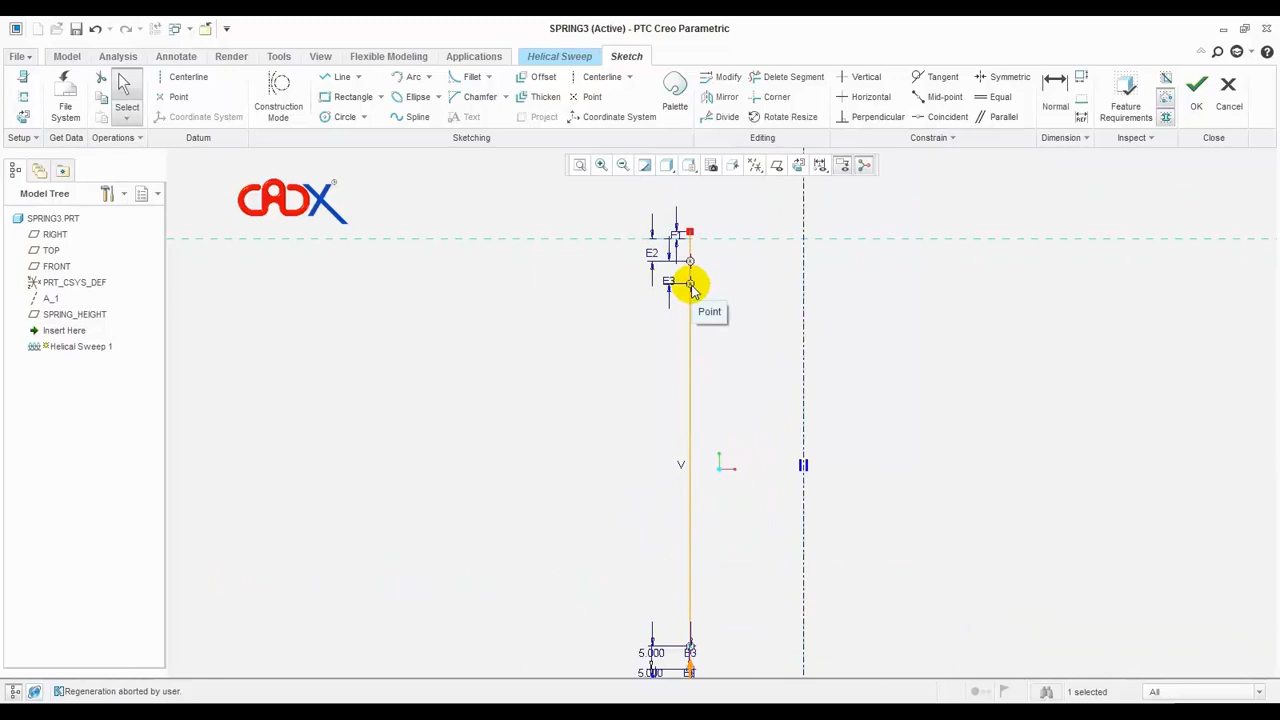 SPRING3 (Active) - PTC Creo Parametric
File Model Analysis Annotate Render Tools View Flexible Modeling Applications Helical Sweep Sketch
Centerline Line Arc Fillet Offset Centerline Modify Delete Segment Vertical Tangent Symmetric
Point Rectangle Ellipse Chamfer Thicken Point Mirror Corner Horizontal Mid-point Equal
Coordinate System Circle Spline Text Project Coordinate System Divide Rotate Resize Perpendicular Coincident Parallel
File System Select Construction Mode Palette Normal Feature Requirements OK Cancel
Setup Get Data Operations Datum Sketching Editing Constrain Dimension Inspect Close
Model Tree
CADX
SPRING3.PRT
RIGHT
TOP
FRONT
PRT_CSYS_DEF
A_1
SPRING_HEIGHT
Insert Here
Helical Sweep 1
E2
E3
Point
V
5.000 E3
Regeneration aborted by user.
1 selected
All